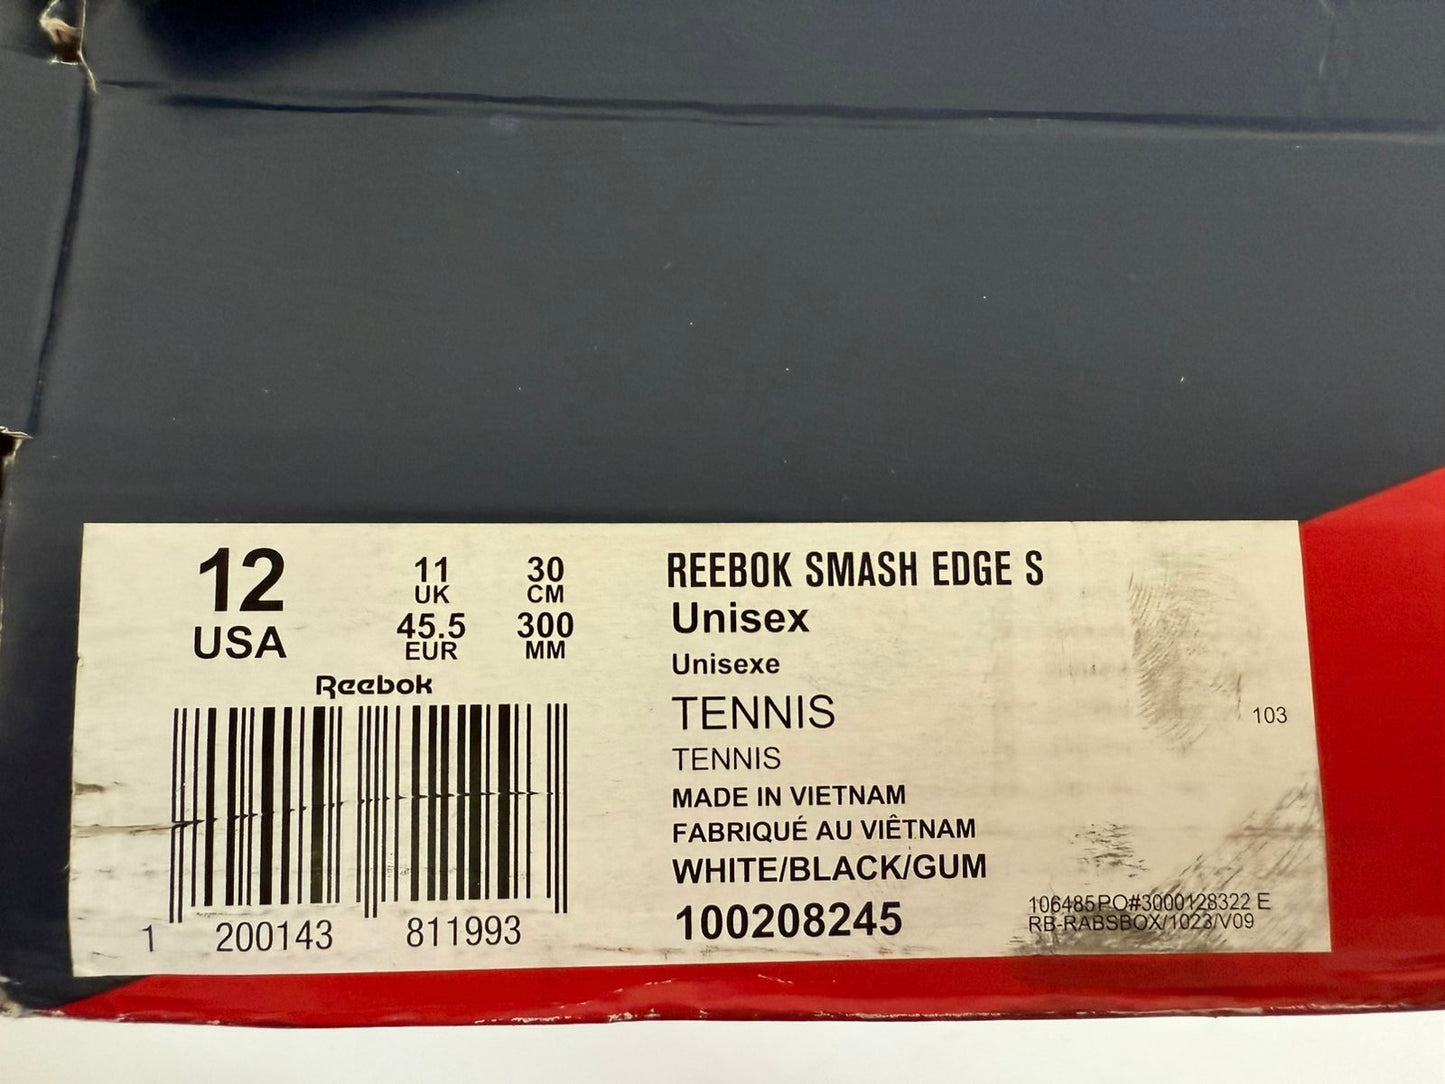 12
USA
11
UK
30
CM
45.5
EUR
300
MM
Reebok
1 200143 811993
REEBOK SMASH EDGE S
Unisex
Unisexe
TENNIS
TENNIS
MADE IN VIETNAM
FABRIQUÉ AU VIÊTNAM
WHITE/BLACK/GUM
100208245
103
106485PO#3000128322 E
RB-RABSBOX/1023/V09